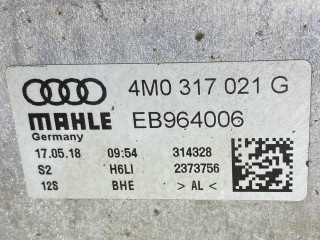 4M0 317 021 G
MAHLE EB964006
Germany
17.05.18 09:54 314328
S2 H6LI 2373756
12S BHE >AL<